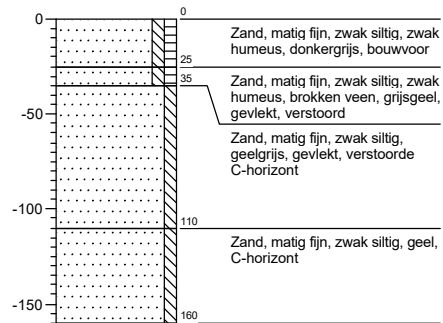 0
0
Zand, matig fijn, zwak siltig, zwak
humeus, donkergrijs, bouwvoor
25
35
Zand, matig fijn, zwak siltig, zwak
humeus, brokken veen, grijsgeel,
gevlekt, verstoord
-50
Zand, matig fijn, zwak siltig,
geelgrijs, gevlekt, verstoorde
C-horizont
-100
110
Zand, matig fijn, zwak siltig, geel,
C-horizont
-150
160